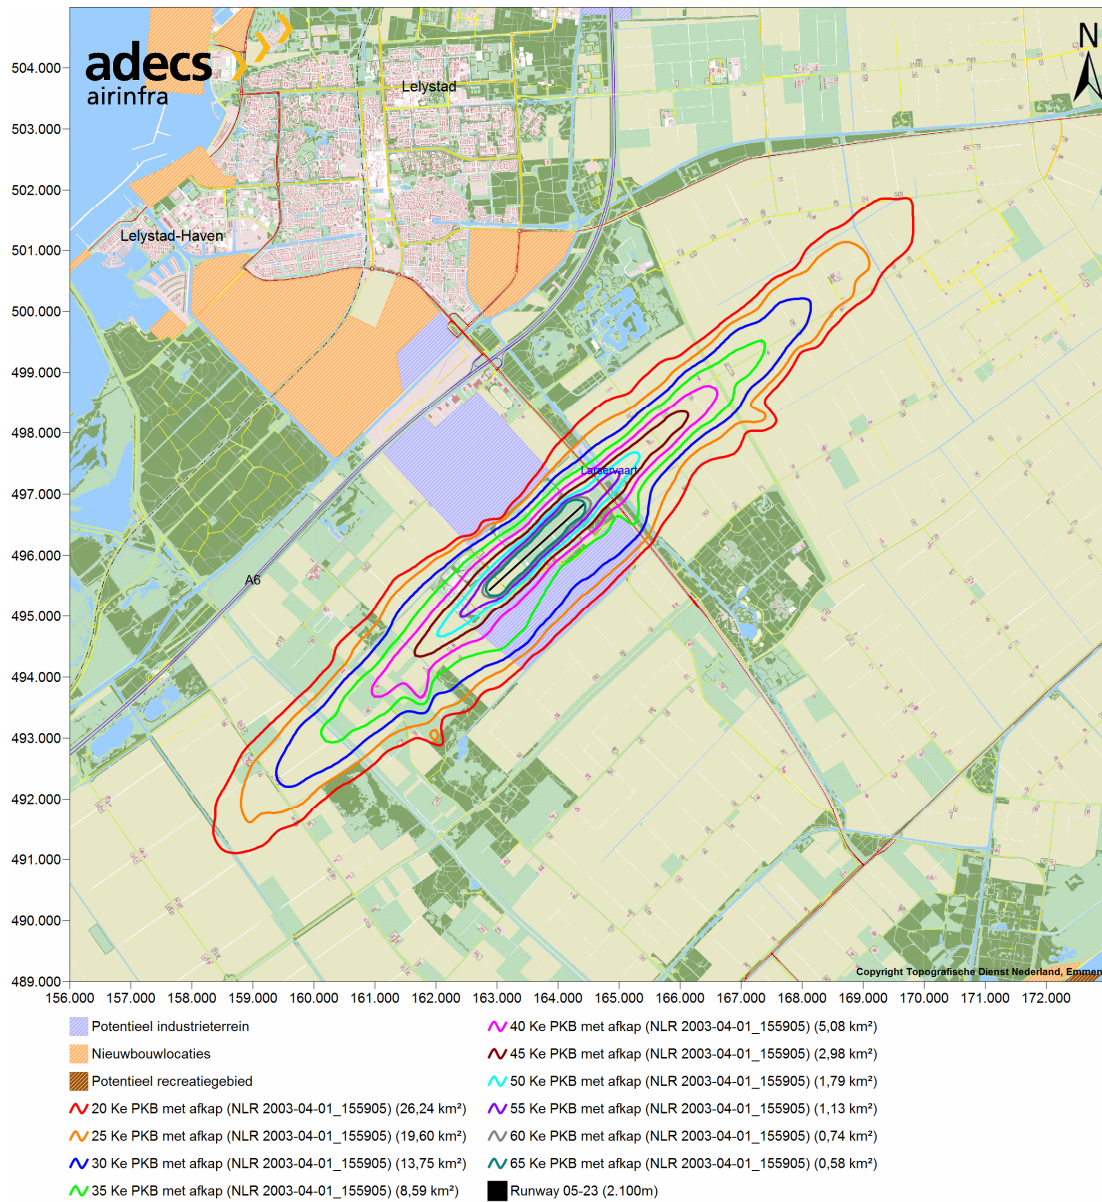 adecs
airinfra
N
Lelystad
Lelystad-Haven
Larservaart
A6
504.000
503.000
502.000
501.000
500.000
499.000
498.000
497.000
496.000
495.000
494.000
493.000
492.000
491.000
490.000
489.000
Copyright Topografische Dienst Nederland, Emmen
156.000 157.000 158.000 159.000 160.000 161.000 162.000 163.000 164.000 165.000 166.000 167.000 168.000 169.000 170.000 171.000 172.000
Potentieel industrieterrein
Nieuwbouwlocaties
Potentieel recreatiegebied
20 Ke PKB met afkap (NLR 2003-04-01_155905) (26,24 km²)
25 Ke PKB met afkap (NLR 2003-04-01_155905) (19,60 km²)
30 Ke PKB met afkap (NLR 2003-04-01_155905) (13,75 km²)
35 Ke PKB met afkap (NLR 2003-04-01_155905) (8,59 km²)
40 Ke PKB met afkap (NLR 2003-04-01_155905) (5,08 km²)
45 Ke PKB met afkap (NLR 2003-04-01_155905) (2,98 km²)
50 Ke PKB met afkap (NLR 2003-04-01_155905) (1,79 km²)
55 Ke PKB met afkap (NLR 2003-04-01_155905) (1,13 km²)
60 Ke PKB met afkap (NLR 2003-04-01_155905) (0,74 km²)
65 Ke PKB met afkap (NLR 2003-04-01_155905) (0,58 km²)
Runway 05-23 (2.100m)